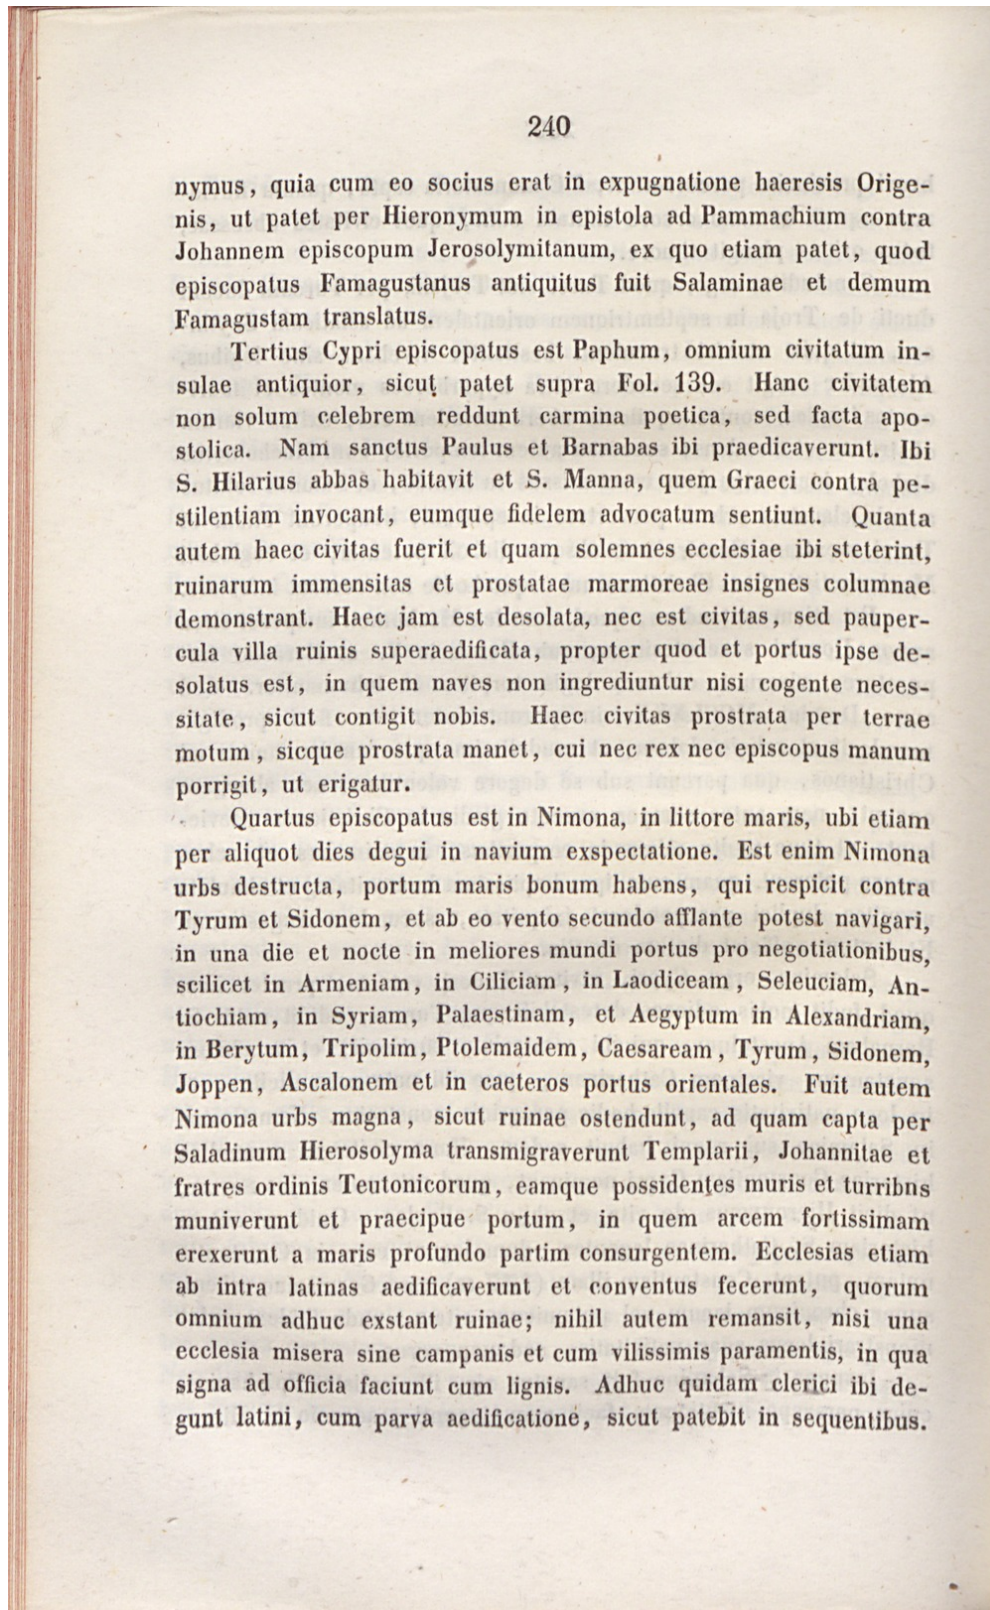 240
nymus, quia cum eo socius erat in expugnatione haeresis Orige-
nis, ut patet per Hieronymum in epistola ad Pammachium contra
Johannem episcopum Jerosolymitanum, ex quo etiam patet, quod
episcopatus Famagustanus antiquitus fuit Salaminae et demum
Famagustam translatus.
Tertius Cypri episcopatus est Paphum, omnium civitatum in-
sulae antiquior, sicut patet supra Fol. 139. Hanc civitatem
non solum celebrem reddunt carmina poetica, sed facta apo-
stolica. Nam sanctus Paulus et Barnabas ibi praedicaverunt. Ibi
S. Hilarius abbas habitavit et S. Manna, quem Graeci contra pe-
stilentiam invocant, eumque fidelem advocatum sentiunt. Quanta
autem haec civitas fuerit et quam solemnes ecclesiae ibi steterint,
ruinarum immensitas et prostatae marmoreae insignes columnae
demonstrant. Haec jam est desolata, nec est civitas, sed pauper-
cula villa ruinis superaedificata, propter quod et portus ipse de-
solatus est, in quem naves non ingrediuntur nisi cogente neces-
sitate, sicut contigit nobis. Haec civitas prostrata per terrae
motum, sicque prostrata manet, cui nec rex nec episcopus manum
porrigit, ut erigatur.
Quartus episcopatus est in Nimona, in littore maris, ubi etiam
per aliquot dies degui in navium exspectatione. Est enim Nimona
urbs destructa, portum maris bonum habens, qui respicit contra
Tyrum et Sidonem, et ab eo vento secundo afflante potest navigari,
in una die et nocte in meliores mundi portus pro negotiationibus,
scilicet in Armeniam, in Ciliciam, in Laodiceam, Seleuciam, An-
tiochiam, in Syriam, Palaestinam, et Aegyptum in Alexandriam,
in Berytum, Tripolim, Ptolemaidem, Caesaream, Tyrum, Sidonem,
Joppen, Ascalonem et in caeteros portus orientales. Fuit autem
Nimona urbs magna, sicut ruinae ostendunt, ad quam capta per
Saladinum Hierosolyma transmigraverunt Templarii, Johannitae et
fratres ordinis Teutonicorum, eamque possidentes muris et turribns
muniverunt et praecipue portum, in quem arcem fortissimam
erexerunt a maris profundo partim consurgentem. Ecclesias etiam
ab intra latinas aedificaverunt et conventus fecerunt, quorum
omnium adhuc exstant ruinae; nihil autem remansit, nisi una
ecclesia misera sine campanis et cum vilissimis paramentis, in qua
signa ad officia faciunt cum lignis. Adhuc quidam clerici ibi de-
gunt latini, cum parva aedificatione, sicut patebit in sequentibus.